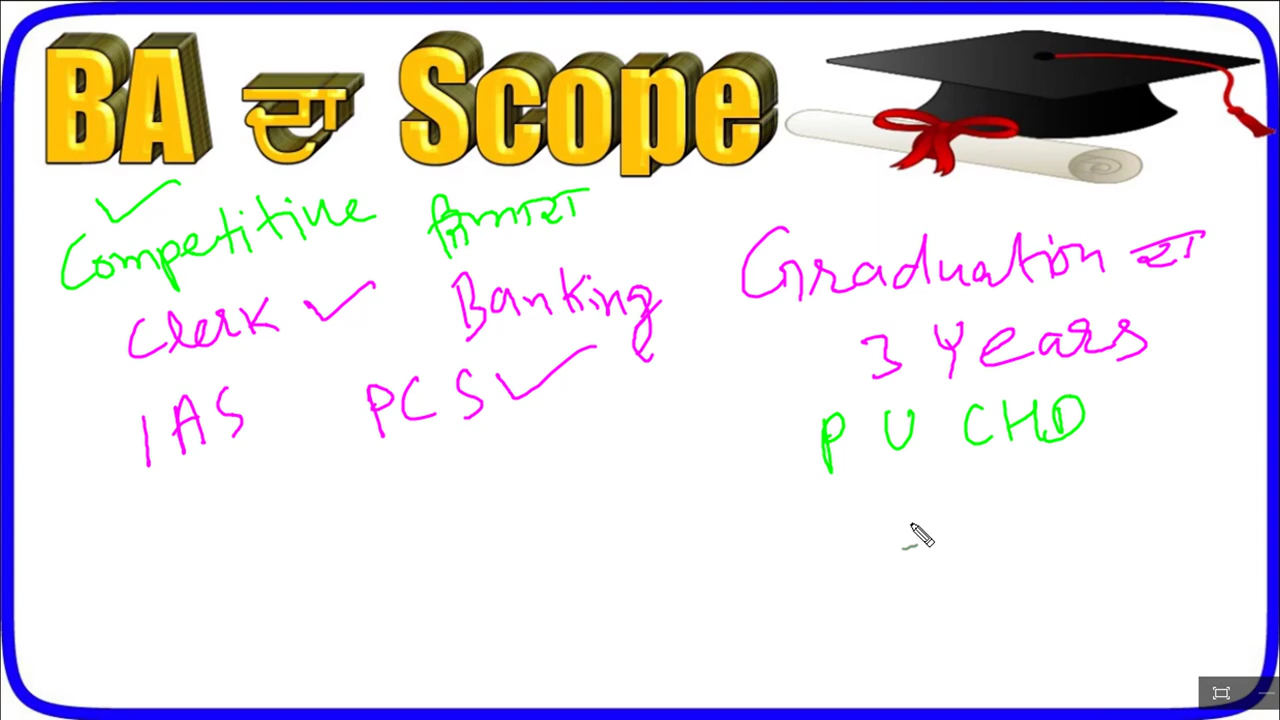 BA ਦਾ Scope
Competitive
Clerk Banking
IAS PCS
Graduation ਦਾ
3 Years
P U CHD